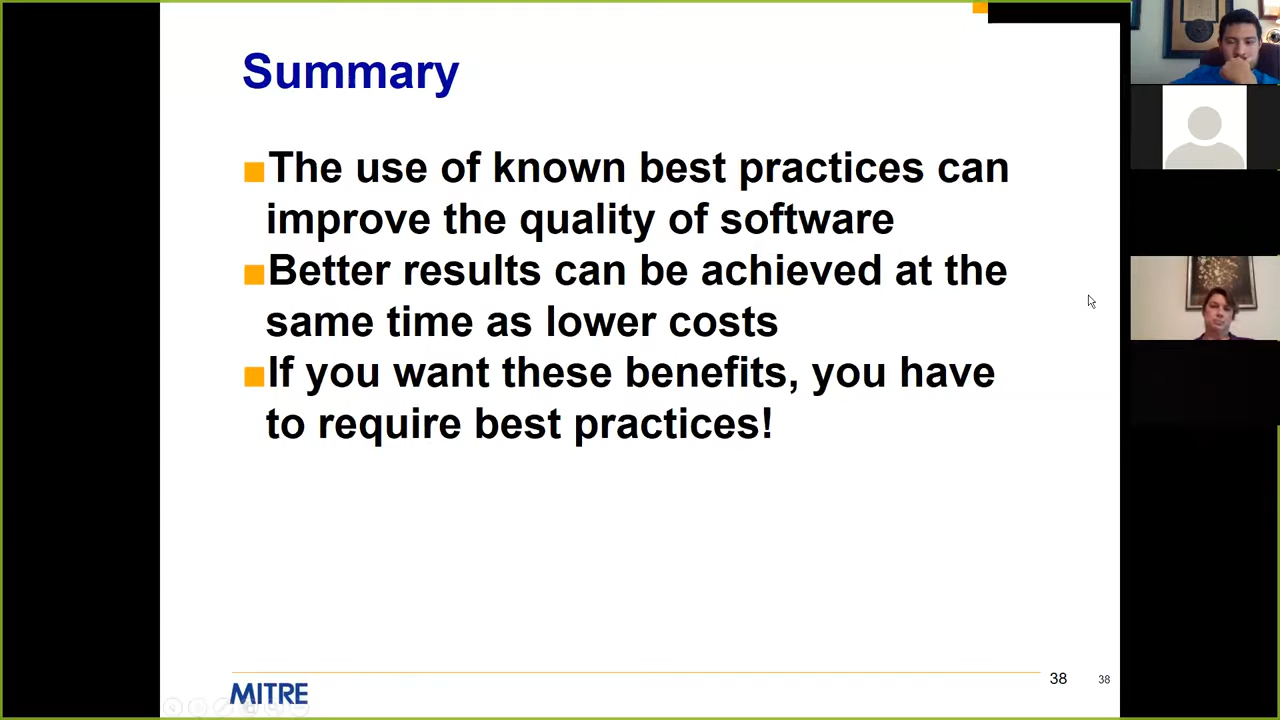 Summary
■The use of known best practices can
improve the quality of software
■Better results can be achieved at the
same time as lower costs
■If you want these benefits, you have
to require best practices!
MITRE
38
38